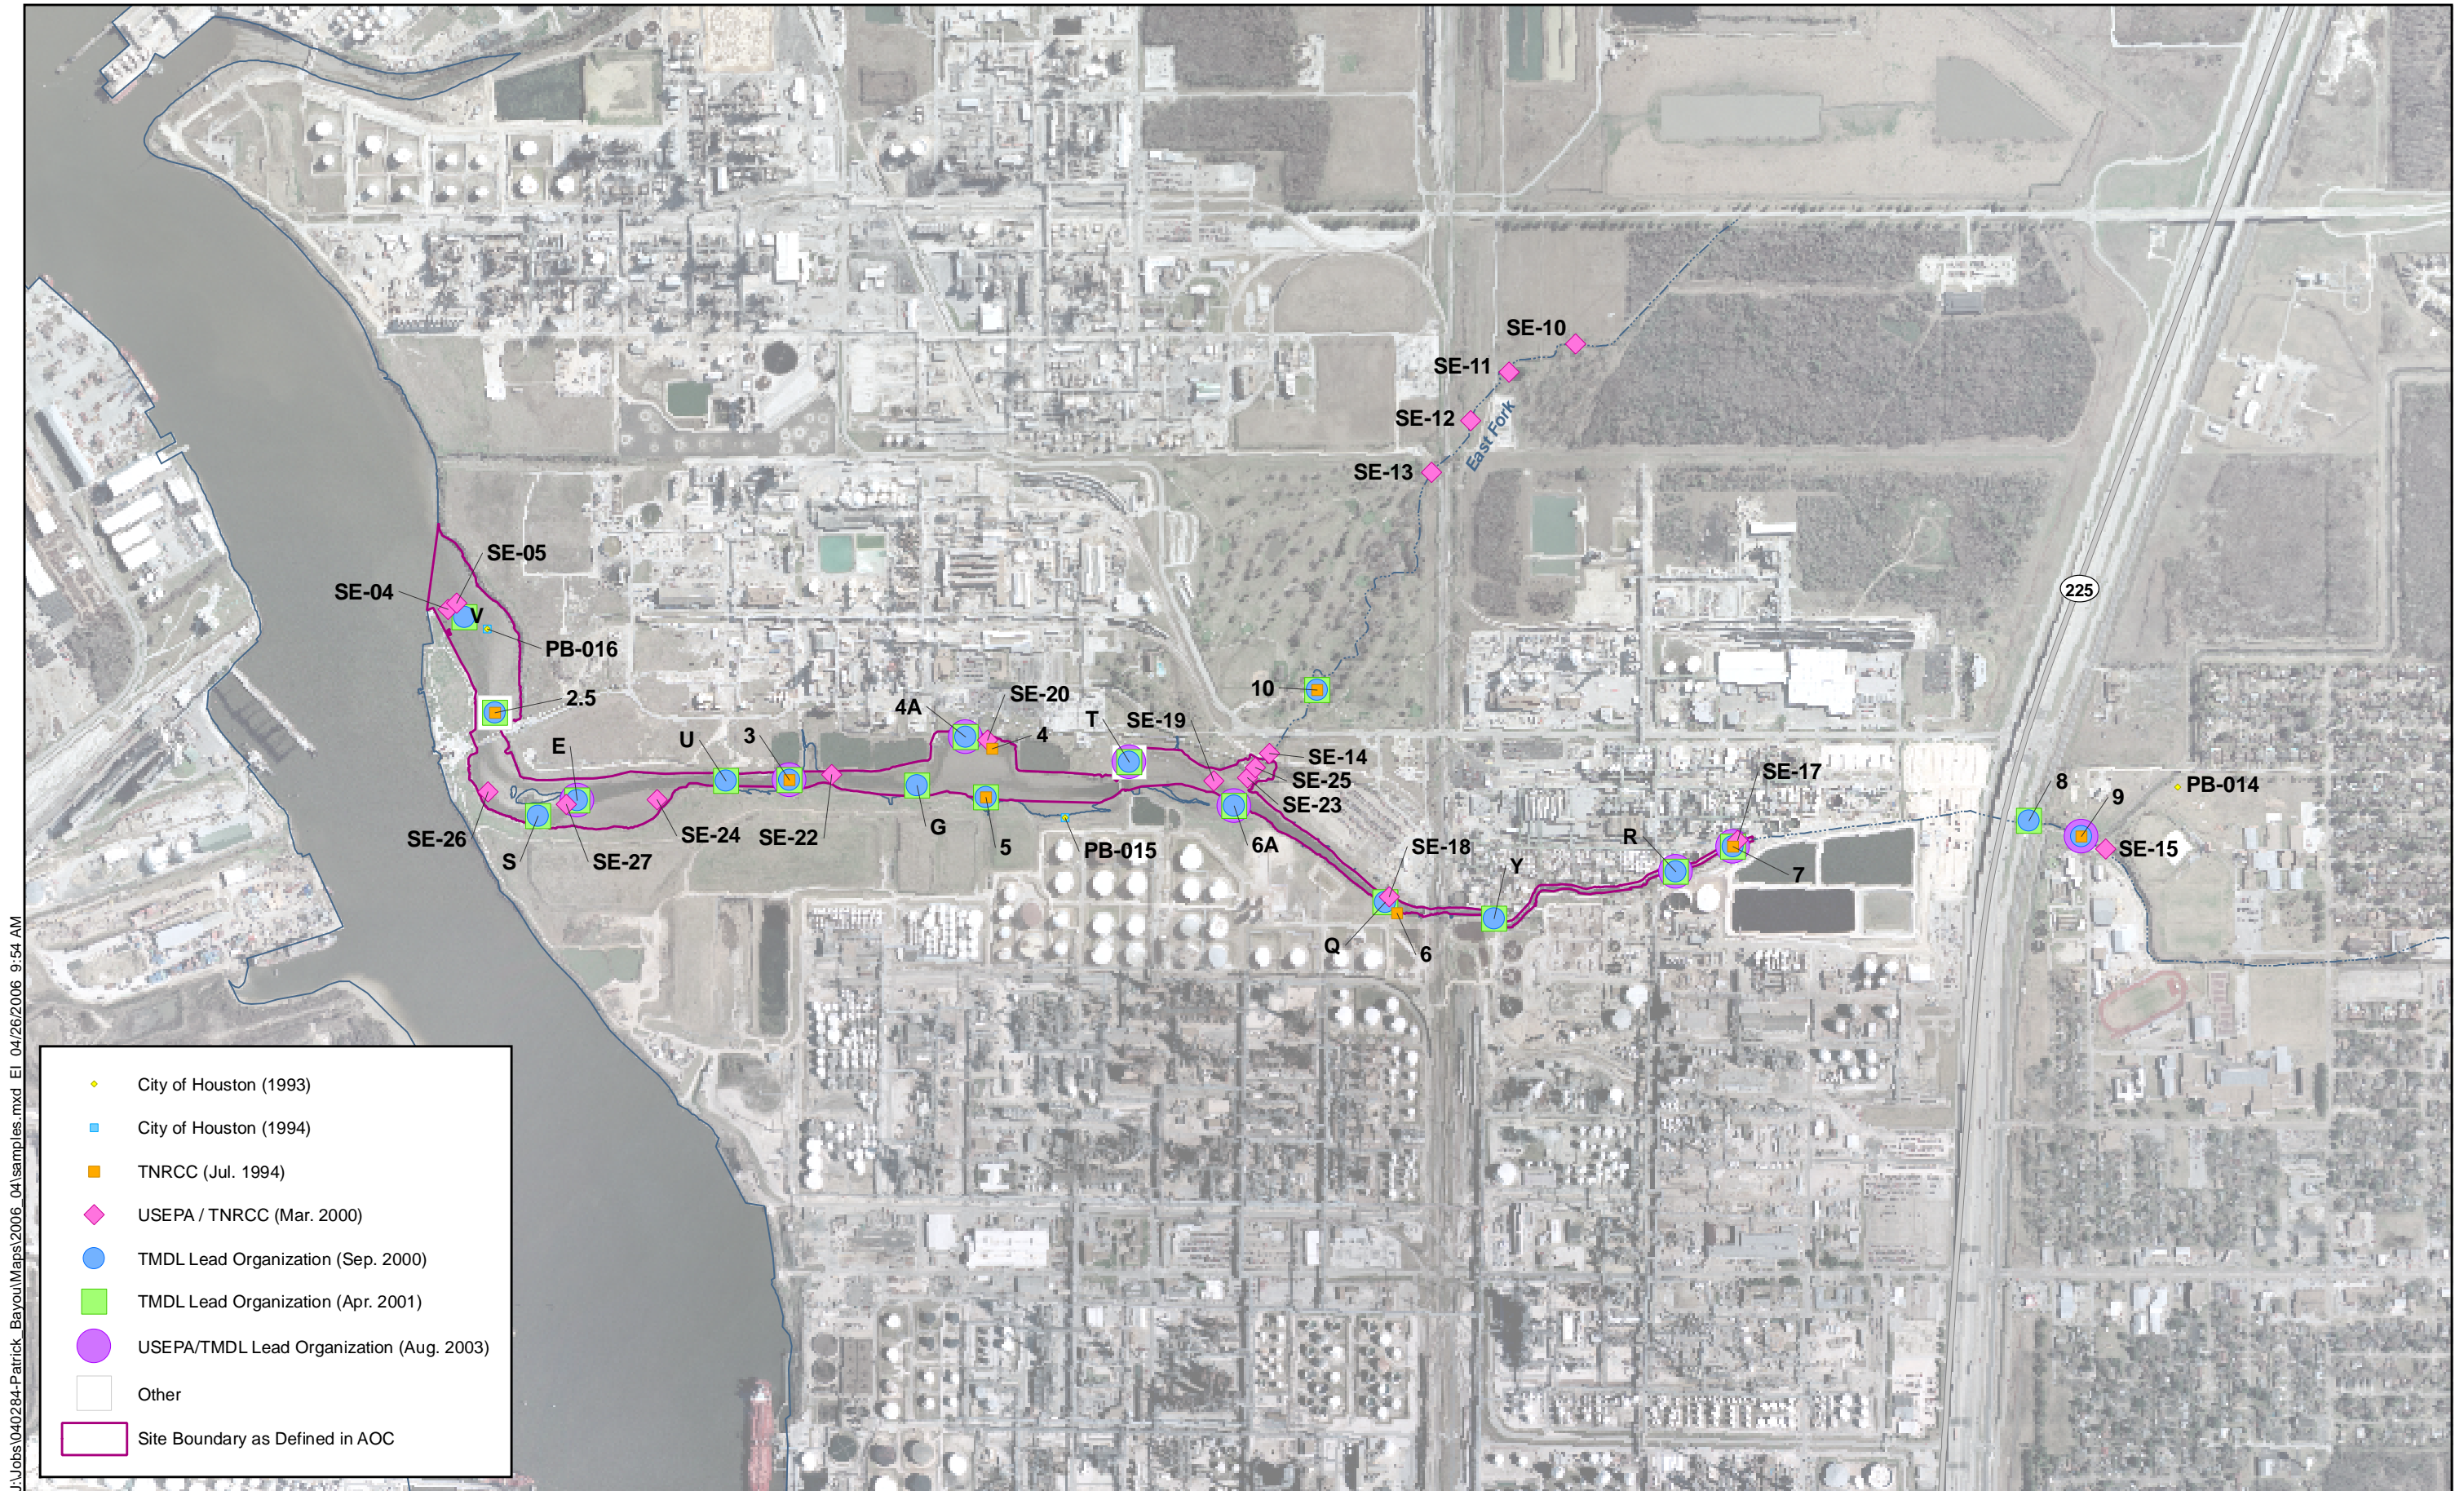 SE-10
SE-11
SE-12
East Fork
SE-13
SE-05
SE-04
V
225
PB-016
2.5
10
SE-20
4A
T
SE-19
4
3
U
E
SE-14
SE-25
SE-17
SE-23
PB-014
8
9
SE-26
SE-24
SE-22
G
S
SE-27
5
PB-015
6A
SE-18
R
Y
7
SE-15
Q
6
City of Houston (1993)
City of Houston (1994)
TNRCC (Jul. 1994)
USEPA / TNRCC (Mar. 2000)
TMDL Lead Organization (Sep. 2000)
TMDL Lead Organization (Apr. 2001)
USEPA/TMDL Lead Organization (Aug. 2003)
Other
Site Boundary as Defined in AOC
J:\Jobs\040284-Patrick_Bayou\Maps\2006_04\samples.mxd EI 04/26/2006 9:54 AM